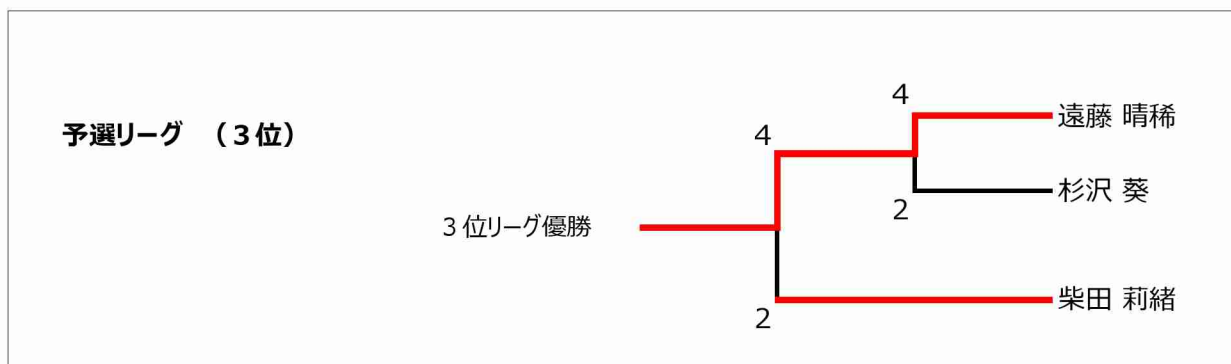 予選リーグ （３位）
4
遠藤 晴稀
4
2
杉沢 葵
３位リーグ優勝
2
柴田 莉緒